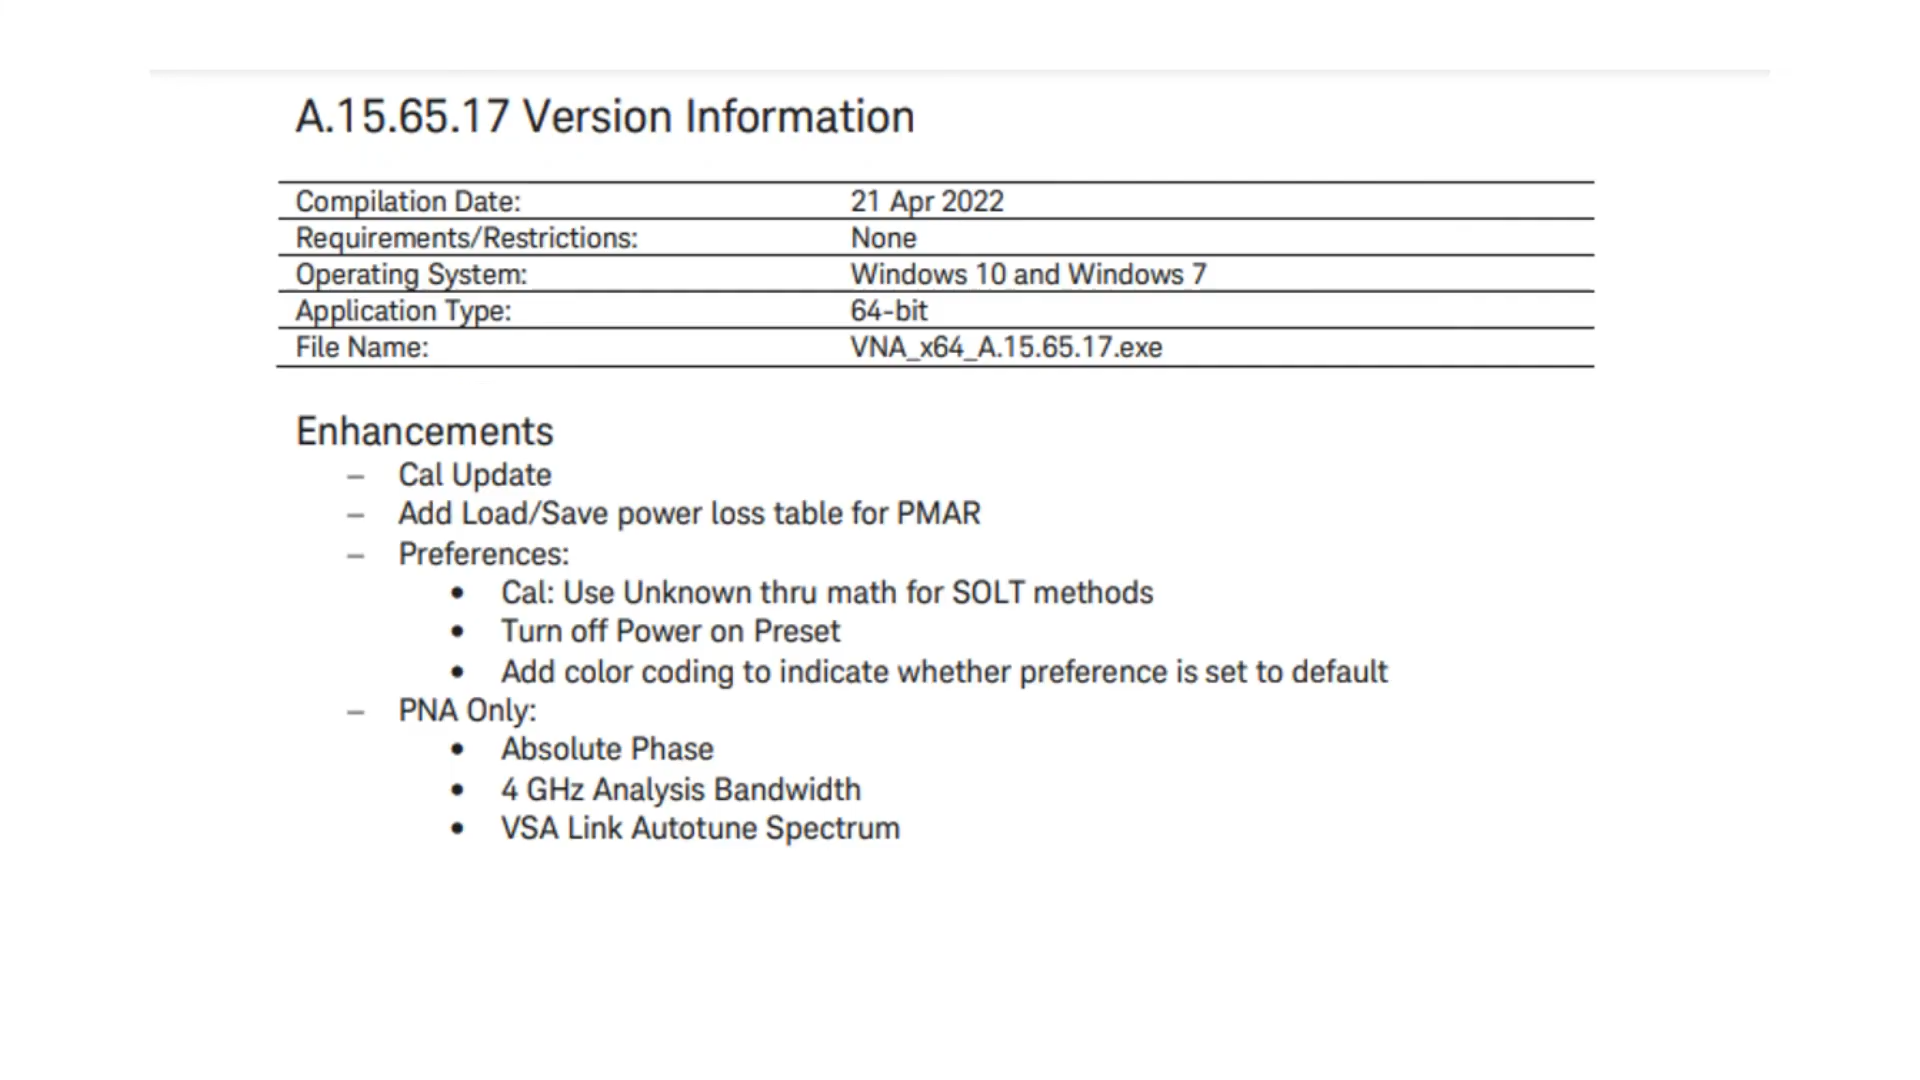 A.15.65.17 Version Information
Compilation Date: 21 Apr 2022
Requirements/Restrictions: None
Operating System: Windows 10 and Windows 7
Application Type: 64-bit
File Name: VNA_x64_A.15.65.17.exe
Enhancements
– Cal Update
– Add Load/Save power loss table for PMAR
– Preferences:
• Cal: Use Unknown thru math for SOLT methods
• Turn off Power on Preset
• Add color coding to indicate whether preference is set to default
– PNA Only:
• Absolute Phase
• 4 GHz Analysis Bandwidth
• VSA Link Autotune Spectrum